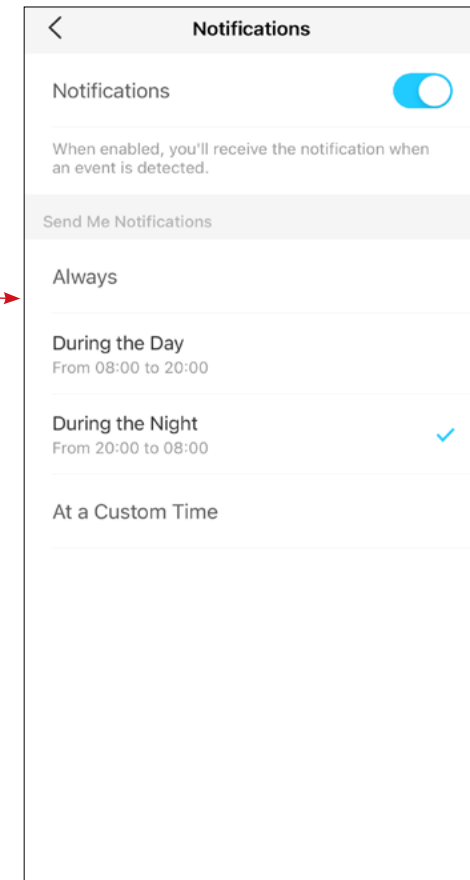 Notifications
Notifications
When enabled, you'll receive the notification when
an event is detected.
Send Me Notifications
Always
During the Day
From 08:00 to 20:00
During the Night
From 20:00 to 08:00
At a Custom Time